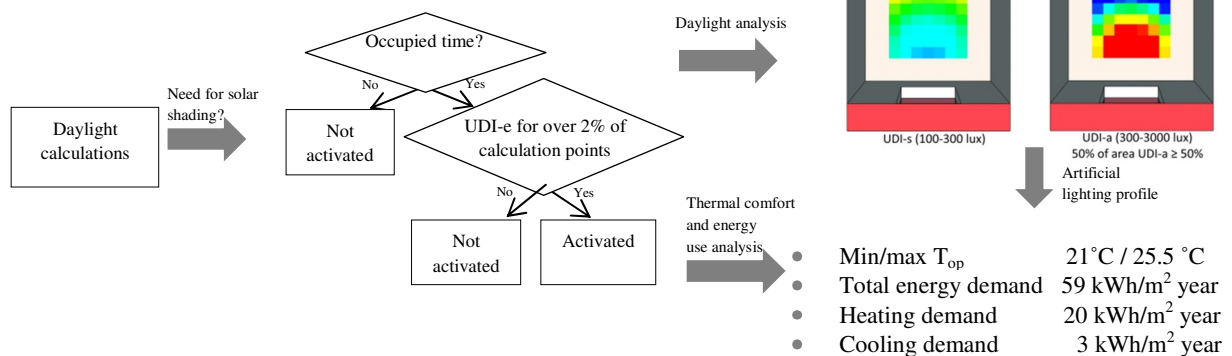 Daylight
calculations
Need for solar
shading?
Occupied time?
No
Yes
Not
activated
UDI-e for over 2% of
calculation points
No
Yes
Not
activated
Activated
Daylight analysis
Thermal comfort
and energy
use analysis
UDI-s (100-300 lux)
UDI-a (300-3000 lux)
50% of area UDI-a ≥ 50%
Artificial
lighting profile
● Min/max Top 21˚C / 25.5 ˚C
● Total energy demand 59 kWh/m² year
● Heating demand 20 kWh/m² year
● Cooling demand 3 kWh/m² year